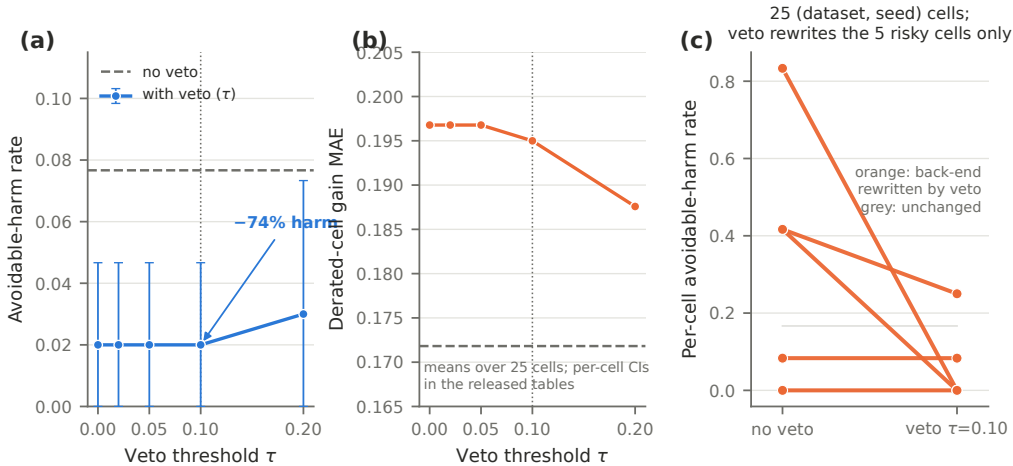 (a)
0.10
0.08
0.06
0.04
0.02
0.00
Avoidable-harm rate
no veto
with veto (τ)
−74% harm
0.00 0.05 0.10 0.20
Veto threshold τ
(b)
0.205
0.200
0.195
0.190
0.185
0.180
0.175
0.170
0.165
Derated-cell gain MAE
means over 25 cells; per-cell CIs
in the released tables
0.00 0.05 0.10 0.20
Veto threshold τ
25 (dataset, seed) cells;
veto rewrites the 5 risky cells only
(c)
0.8
0.6
0.4
0.2
0.0
Per-cell avoidable-harm rate
orange: back-end
rewritten by veto
grey: unchanged
no veto veto τ=0.10